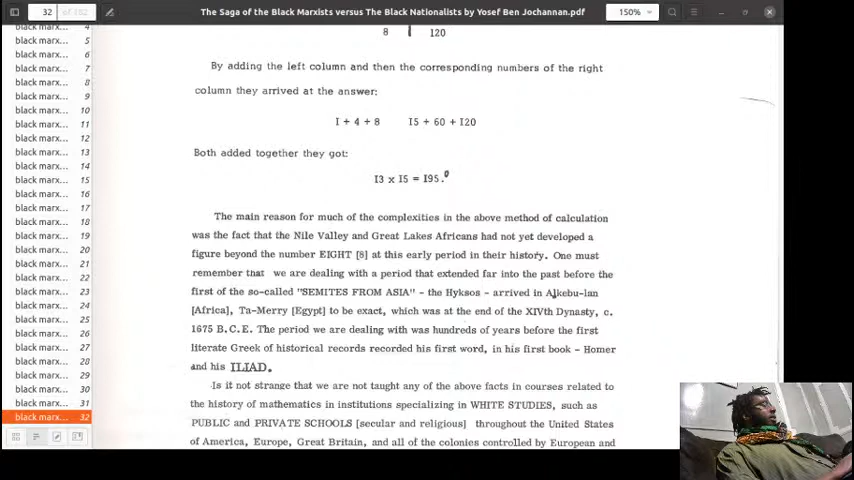 32 of 102
The Saga of the Black Marxists versus The Black Nationalists by Yosef Ben Jochannan.pdf
150%
black marx... 4
black marx... 5
black marx... 6
black marx... 7
black marx... 8
black marx... 9
black marx... 10
black marx... 11
black marx... 12
black marx... 13
black marx... 14
black marx... 15
black marx... 16
black marx... 17
black marx... 18
black marx... 19
black marx... 20
black marx... 21
black marx... 22
black marx... 23
black marx... 24
black marx... 25
black marx... 26
black marx... 27
black marx... 28
black marx... 29
black marx... 30
black marx... 31
black marx... 32
8 I20
By adding the left column and then the corresponding numbers of the right
column they arrived at the answer:
I + 4 + 8 I5 + 60 + I20
Both added together they got:
I3 x I5 = I95.
The main reason for much of the complexities in the above method of calculation
was the fact that the Nile Valley and Great Lakes Africans had not yet developed a
figure beyond the number EIGHT [8] at this early period in their history. One must
remember that we are dealing with a period that extended far into the past before the
first of the so-called "SEMITES FROM ASIA" - the Hyksos - arrived in Alkebu-lan
[Africa], Ta-Merry [Egypt] to be exact, which was at the end of the XIVth Dynasty, c.
1675 B.C.E. The period we are dealing with was hundreds of years before the first
literate Greek of historical records recorded his first word, in his first book - Homer
and his ILIAD.
Is it not strange that we are not taught any of the above facts in courses related to
the history of mathematics in institutions specializing in WHITE STUDIES, such as
PUBLIC and PRIVATE SCHOOLS [secular and religious] throughout the United States
of America, Europe, Great Britain, and all of the colonies controlled by European and